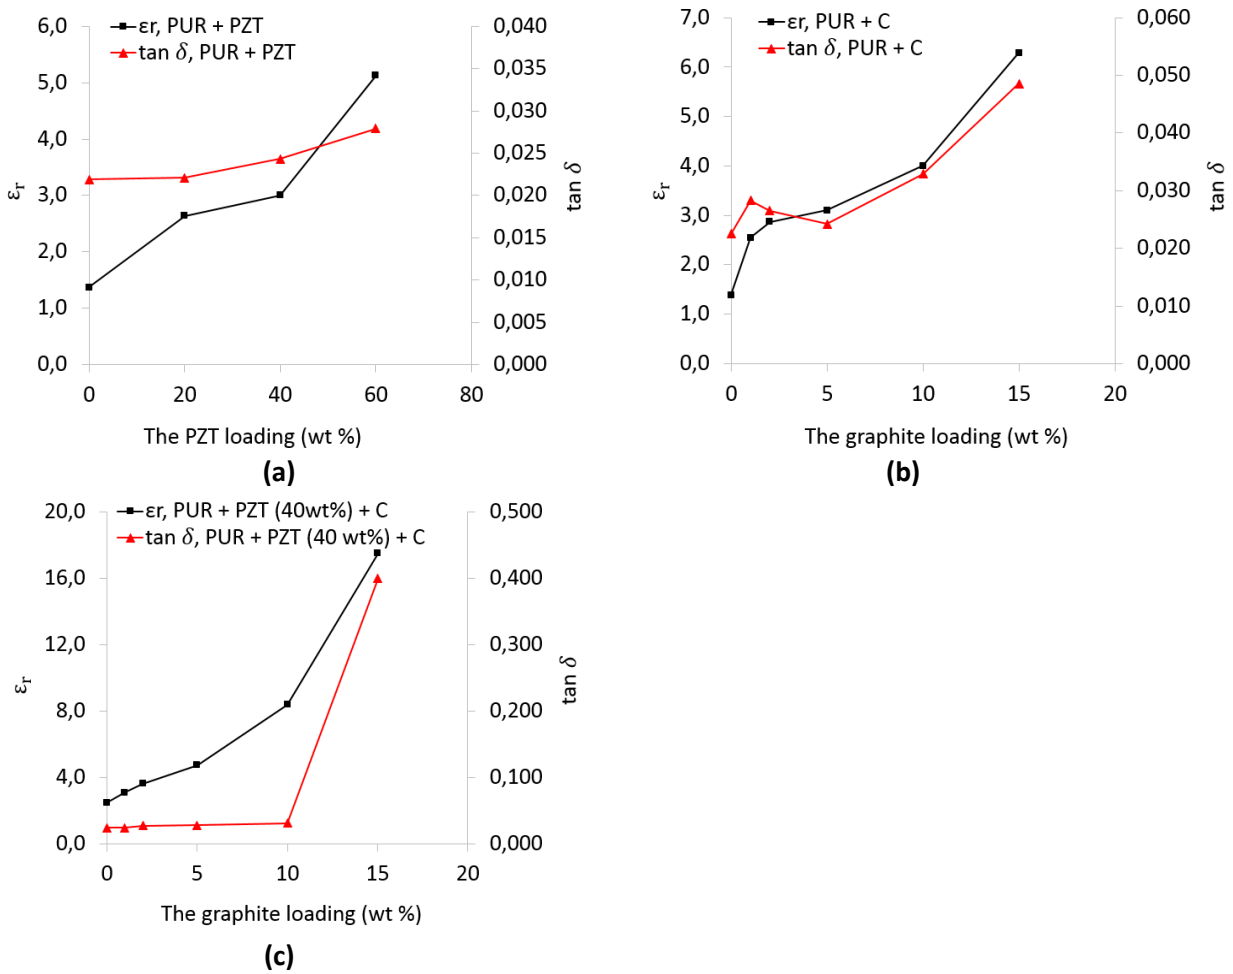 εr, PUR + PZT
tan δ, PUR + PZT
6,0
5,0
4,0
3,0
2,0
1,0
0,0
εr
0,040
0,035
0,030
0,025
0,020
0,015
0,010
0,005
0,000
tan δ
0 20 40 60 80
The PZT loading (wt %)
(a)
εr, PUR + C
tan δ, PUR + C
7,0
6,0
5,0
4,0
3,0
2,0
1,0
0,0
εr
0,060
0,050
0,040
0,030
0,020
0,010
0,000
tan δ
0 5 10 15 20
The graphite loading (wt %)
(b)
εr, PUR + PZT (40wt%) + C
tan δ, PUR + PZT (40 wt%) + C
20,0
16,0
12,0
8,0
4,0
0,0
εr
0,500
0,400
0,300
0,200
0,100
0,000
tan δ
0 5 10 15 20
The graphite loading (wt %)
(c)